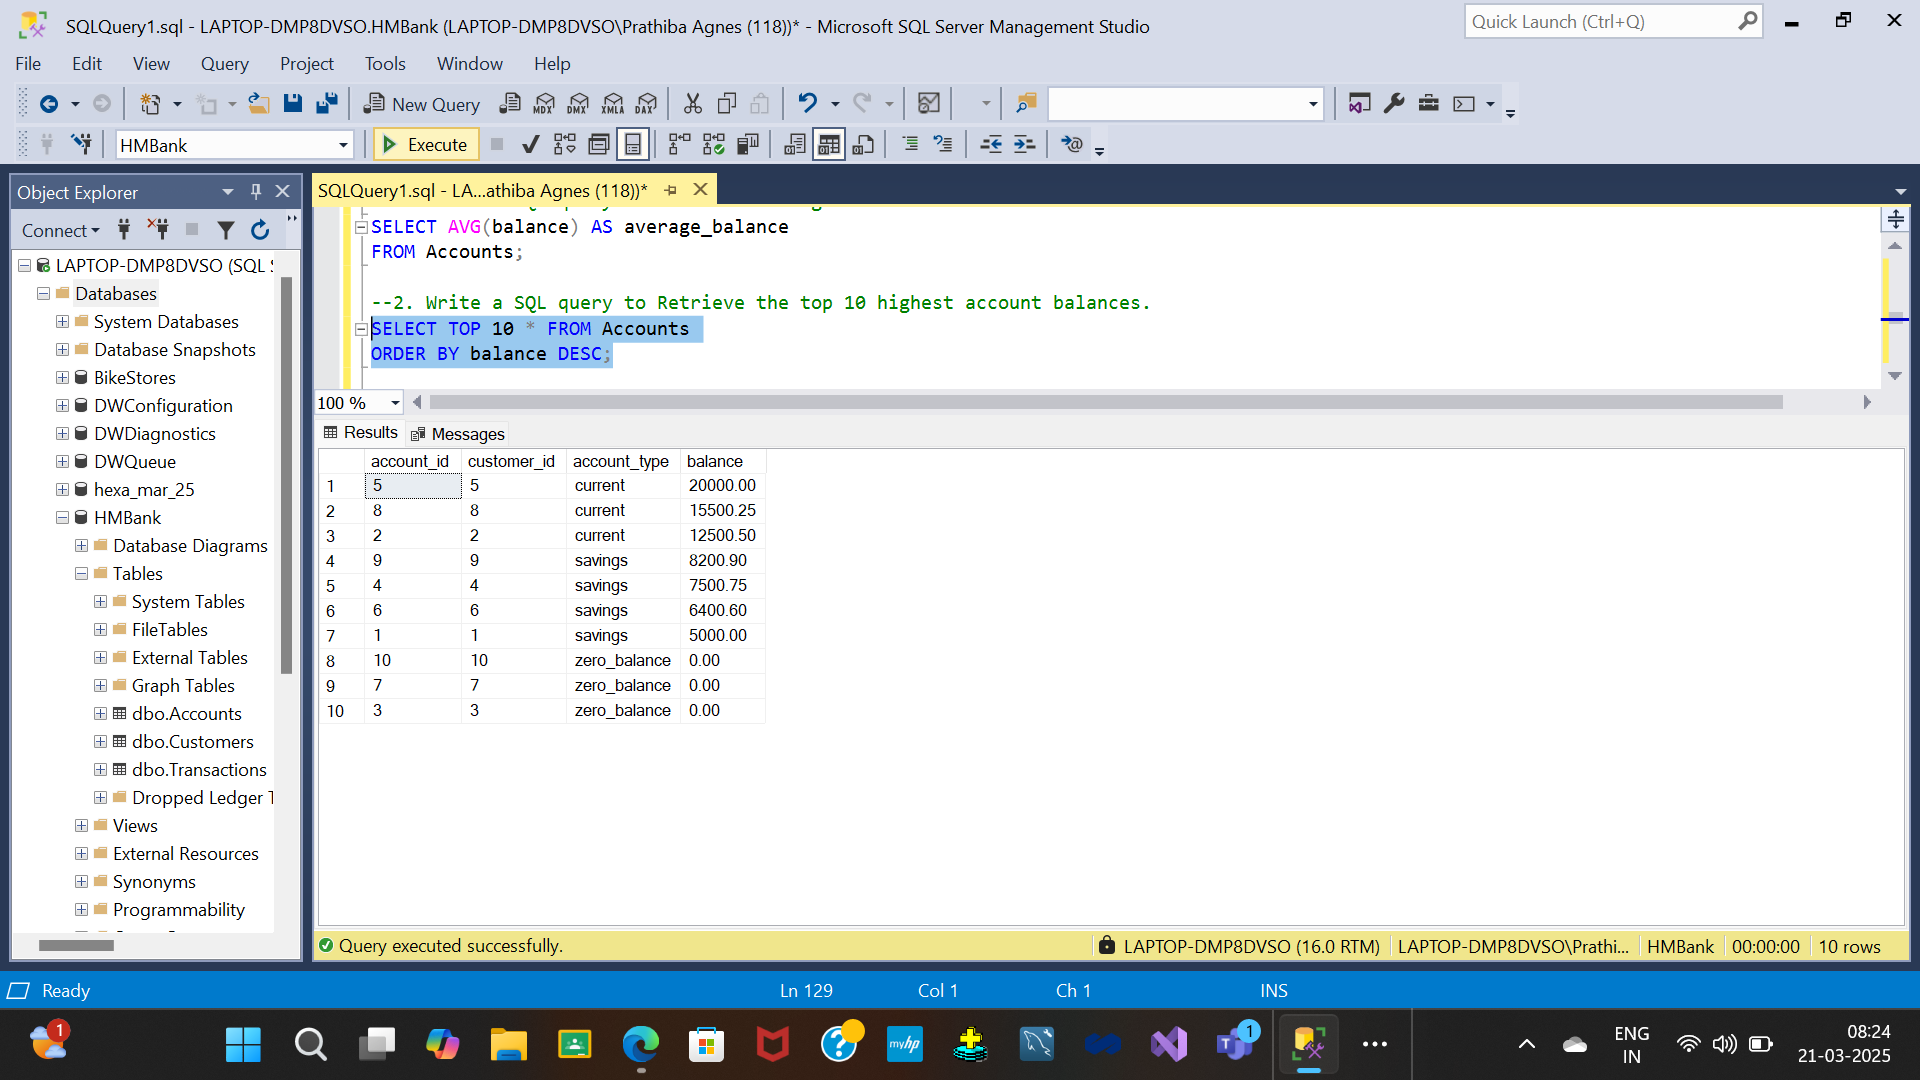 SQLQuery1.sql - LAPTOP-DMP8DVSO.HMBank (LAPTOP-DMP8DVSO\Prathiba Agnes (118))* - Microsoft SQL Server Management Studio
Quick Launch (Ctrl+Q)
File Edit View Query Project Tools Window Help
New Query MDX DMX XMLA DAX
HMBank
Execute
Object Explorer
Connect
LAPTOP-DMP8DVSO (SQL S
Databases
System Databases
Database Snapshots
BikeStores
DWConfiguration
DWDiagnostics
DWQueue
hexa_mar_25
HMBank
Database Diagrams
Tables
System Tables
FileTables
External Tables
Graph Tables
dbo.Accounts
dbo.Customers
dbo.Transactions
Dropped Ledger T
Views
External Resources
Synonyms
Programmability
SQLQuery1.sql - LA...athiba Agnes (118))*
SELECT AVG(balance) AS average_balance
FROM Accounts;
--2. Write a SQL query to Retrieve the top 10 highest account balances.
SELECT TOP 10 * FROM Accounts
ORDER BY balance DESC;
100 %
Results Messages
account_id customer_id account_type balance
1 5 5 current 20000.00
2 8 8 current 15500.25
3 2 2 current 12500.50
4 9 9 savings 8200.90
5 4 4 savings 7500.75
6 6 6 savings 6400.60
7 1 1 savings 5000.00
8 10 10 zero_balance 0.00
9 7 7 zero_balance 0.00
10 3 3 zero_balance 0.00
Query executed successfully.
LAPTOP-DMP8DVSO (16.0 RTM) LAPTOP-DMP8DVSO\Prathi... HMBank 00:00:00 10 rows
Ready
Ln 129 Col 1 Ch 1 INS
1
myhp
1
ENG
IN
08:24
21-03-2025